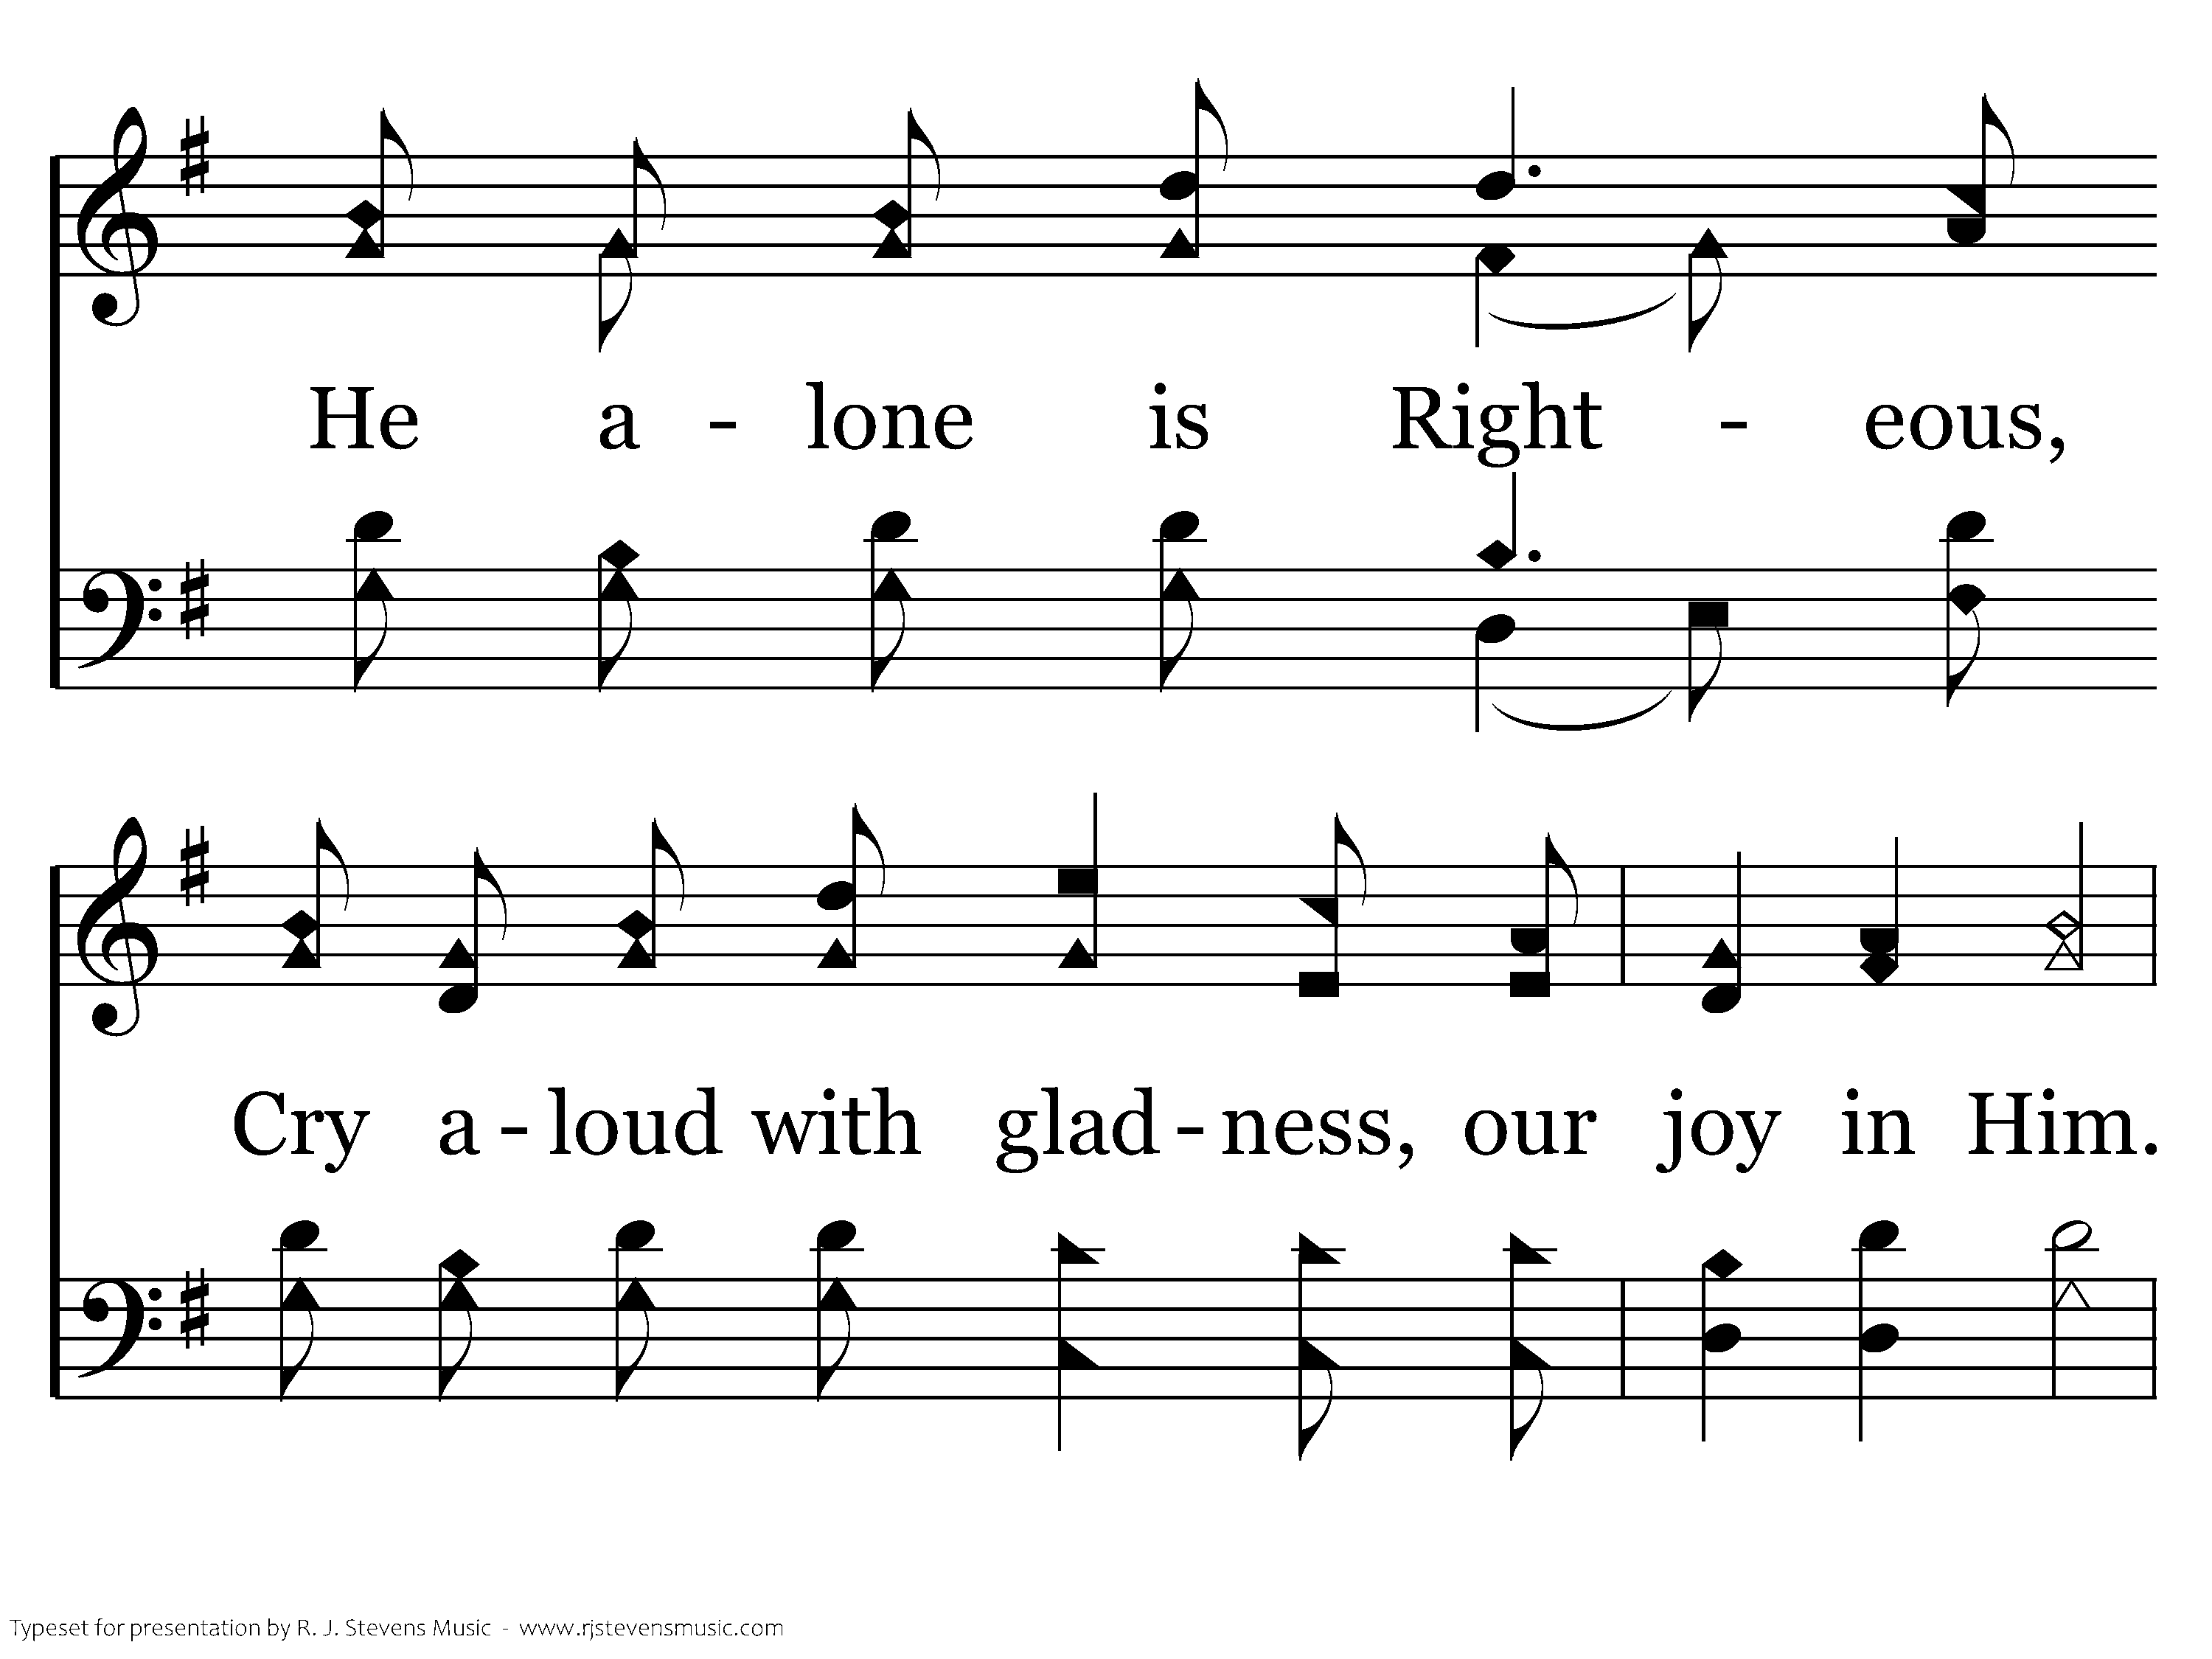 He a - lone is Right - eous,
Cry a - loud with glad - ness, our joy in Him.
Typeset for presentation by R. J. Stevens Music - www.rjstevensmusic.com